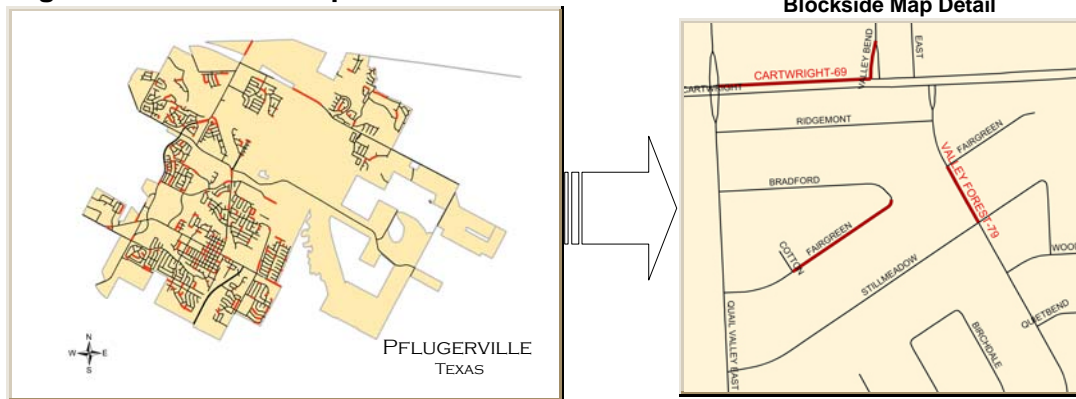 Blockside Map Detail
N
W
E
S
PFLUGERVILLE
TEXAS
CARTWRIGHT-69
VALLEY BEND
EAST
CARTWRIGHT
RIDGEMONT
FAIRGREEN
VALLEY FOREST-79
BRADFORD
FAIRGREEN
COTTON
STILLMEADOW
QUAIL VALLEY EAST
BIRCHDALE
QUIETBEND